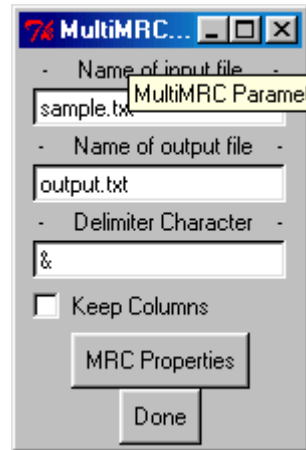 MultiMRC...
- Name of input file -
sample.txt
MultiMRC Parame
- Name of output file -
output.txt
- Delimiter Character -
&
Keep Columns
MRC Properties
Done